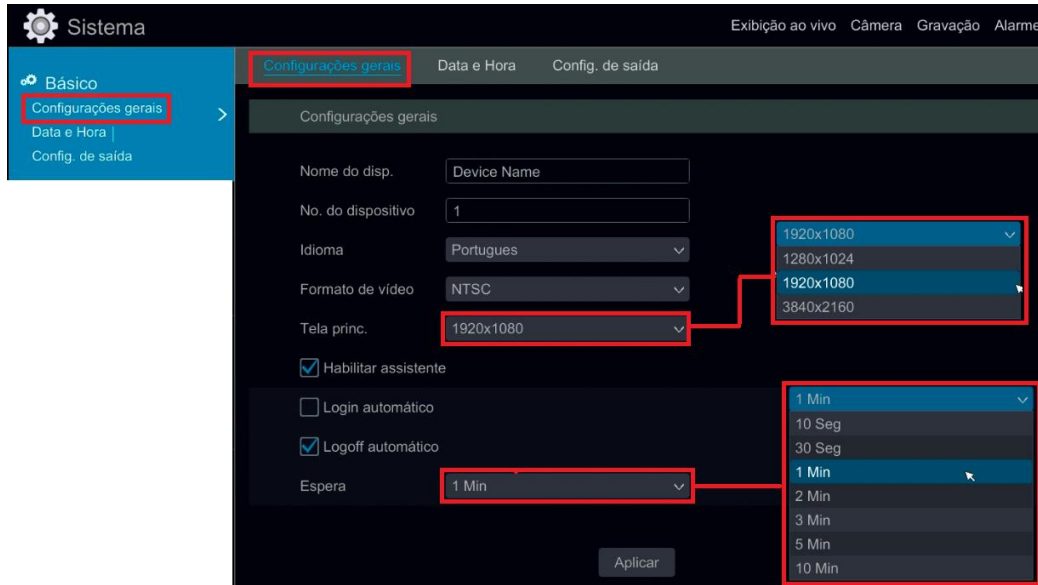 Sistema
Exibição ao vivo Câmera Gravação Alarme
Básico
Configurações gerais
Data e Hora
Config. de saída
Configurações gerais Data e Hora Config. de saída
Configurações gerais
Nome do disp. Device Name
No. do dispositivo 1
Idioma Portugues
Formato de vídeo NTSC
Tela princ. 1920x1080
1920x1080
1280x1024
1920x1080
3840x2160
Habilitar assistente
Login automático
Logoff automático
Espera 1 Min
1 Min
10 Seg
30 Seg
1 Min
2 Min
3 Min
5 Min
10 Min
Aplicar